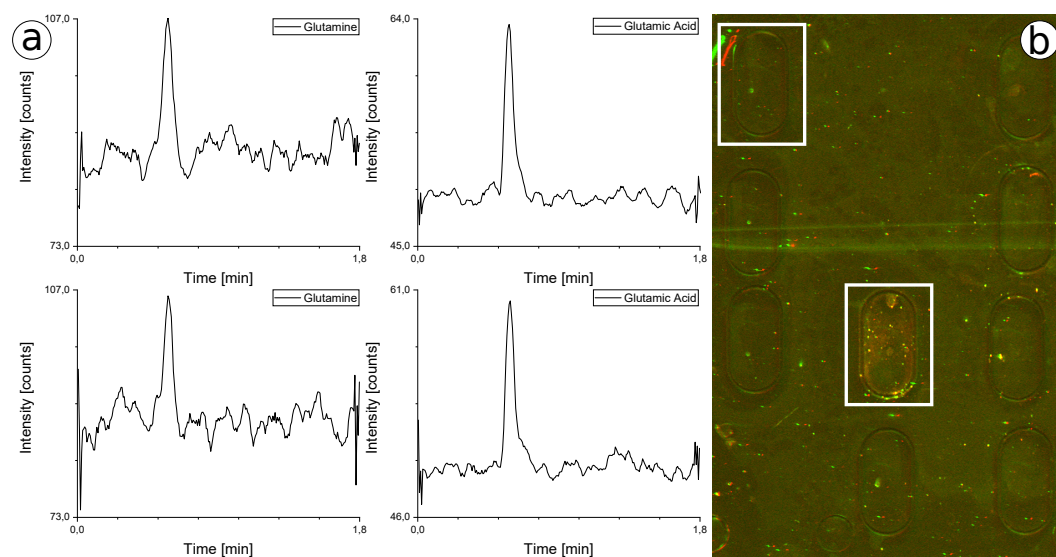 a
107,0
Glutamine
Intensity [counts]
73,0
0,0
1,8
Time [min]
64,0
Glutamic Acid
Intensity [counts]
45,0
0,0
1,8
Time [min]
107,0
Glutamine
Intensity [counts]
73,0
0,0
1,8
Time [min]
61,0
Glutamic Acid
Intensity [counts]
46,0
0,0
1,8
Time [min]
b